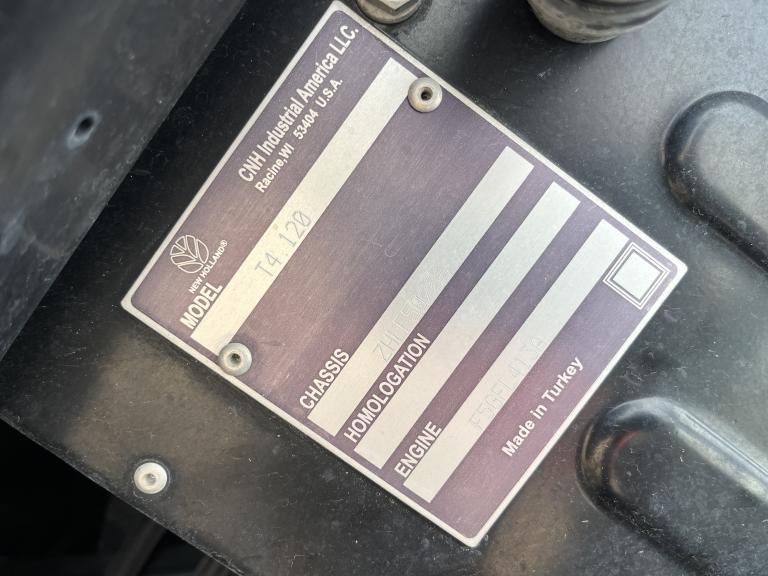 CNH Industrial America LLC.
Racine,WI 53404 U.S.A.
NEW HOLLAND®
MODEL
T4.120
CHASSIS
HOMOLOGATION
ENGINE
Made in Turkey